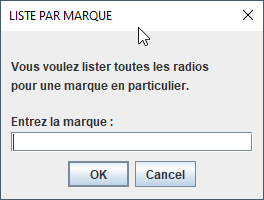 LISTE PAR MARQUE
Vous voulez lister toutes les radios
pour une marque en particulier.
Entrez la marque :
OK Cancel